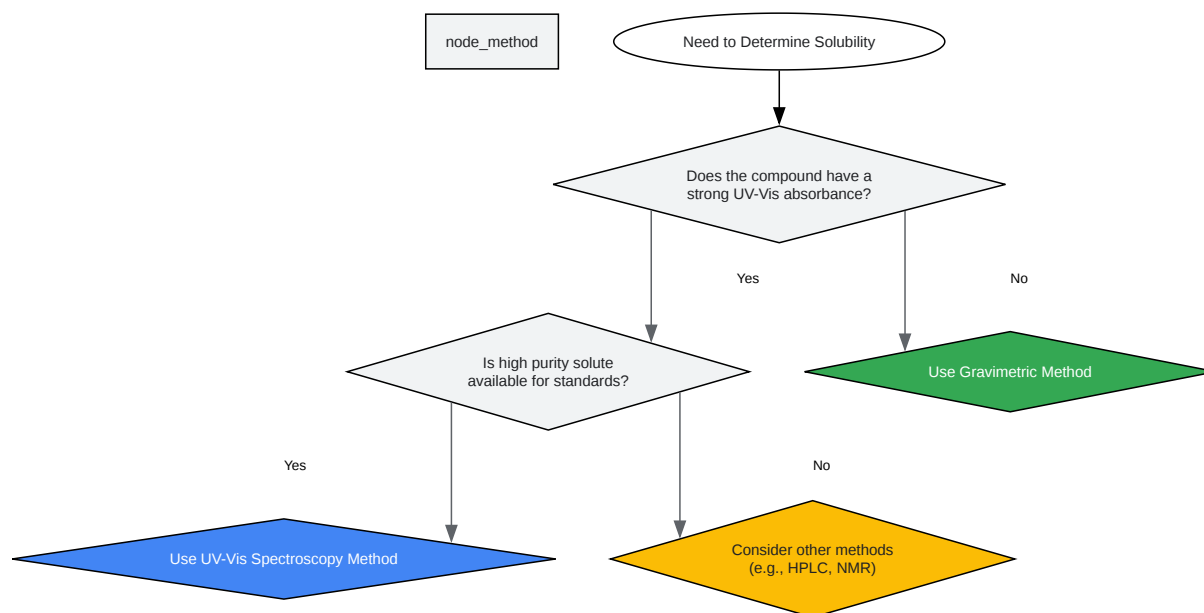 node_method
Need to Determine Solubility
Does the compound have a
strong UV-Vis absorbance?
Yes
No
Is high purity solute
available for standards?
Use Gravimetric Method
Yes
No
Use UV-Vis Spectroscopy Method
Consider other methods
(e.g., HPLC, NMR)